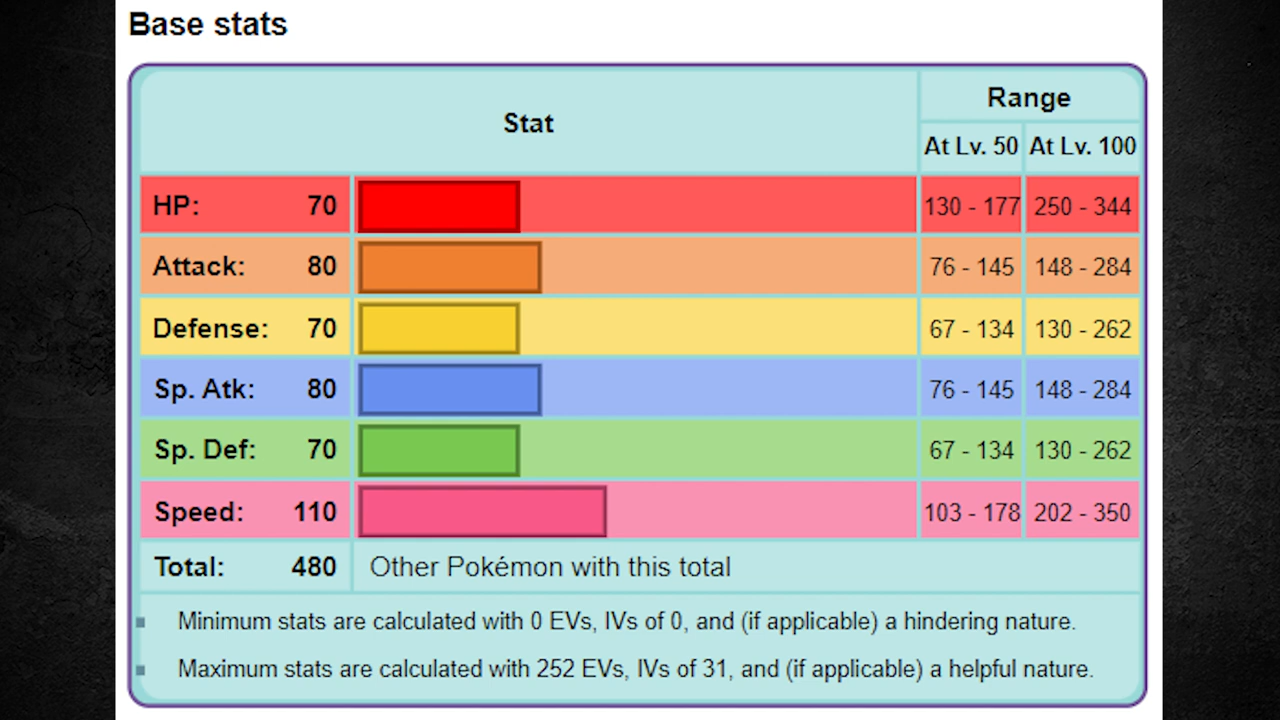 Base stats
Stat
Range
At Lv. 50 At Lv. 100
HP: 70 130 - 177 250 - 344
Attack: 80 76 - 145 148 - 284
Defense: 70 67 - 134 130 - 262
Sp. Atk: 80 76 - 145 148 - 284
Sp. Def: 70 67 - 134 130 - 262
Speed: 110 103 - 178 202 - 350
Total: 480 Other Pokémon with this total
Minimum stats are calculated with 0 EVs, IVs of 0, and (if applicable) a hindering nature.
Maximum stats are calculated with 252 EVs, IVs of 31, and (if applicable) a helpful nature.